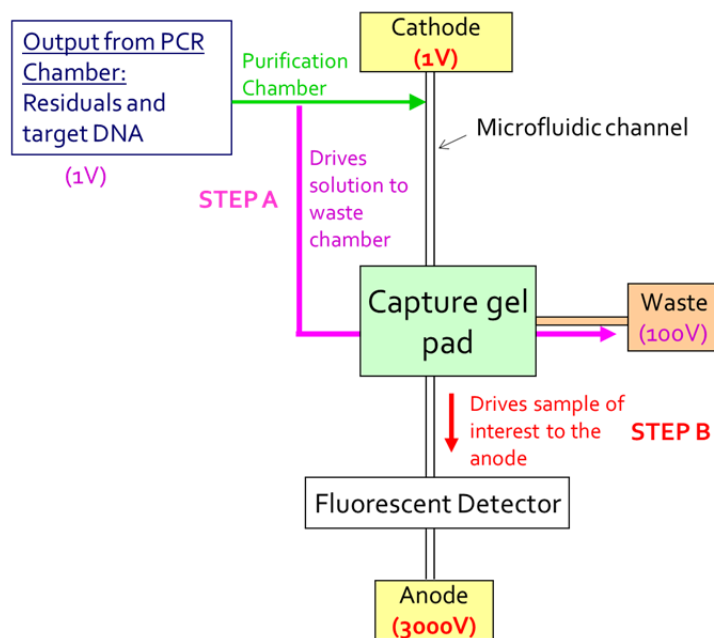 Output from PCR
Chamber:
Residuals and
target DNA
(1V)
Purification
Chamber
Cathode
(1V)
Microfluidic channel
STEP A
Drives
solution to
waste
chamber
Capture gel
pad
Waste
(100V)
Drives sample of
interest to the
anode
STEP B
Fluorescent Detector
Anode
(3000V)